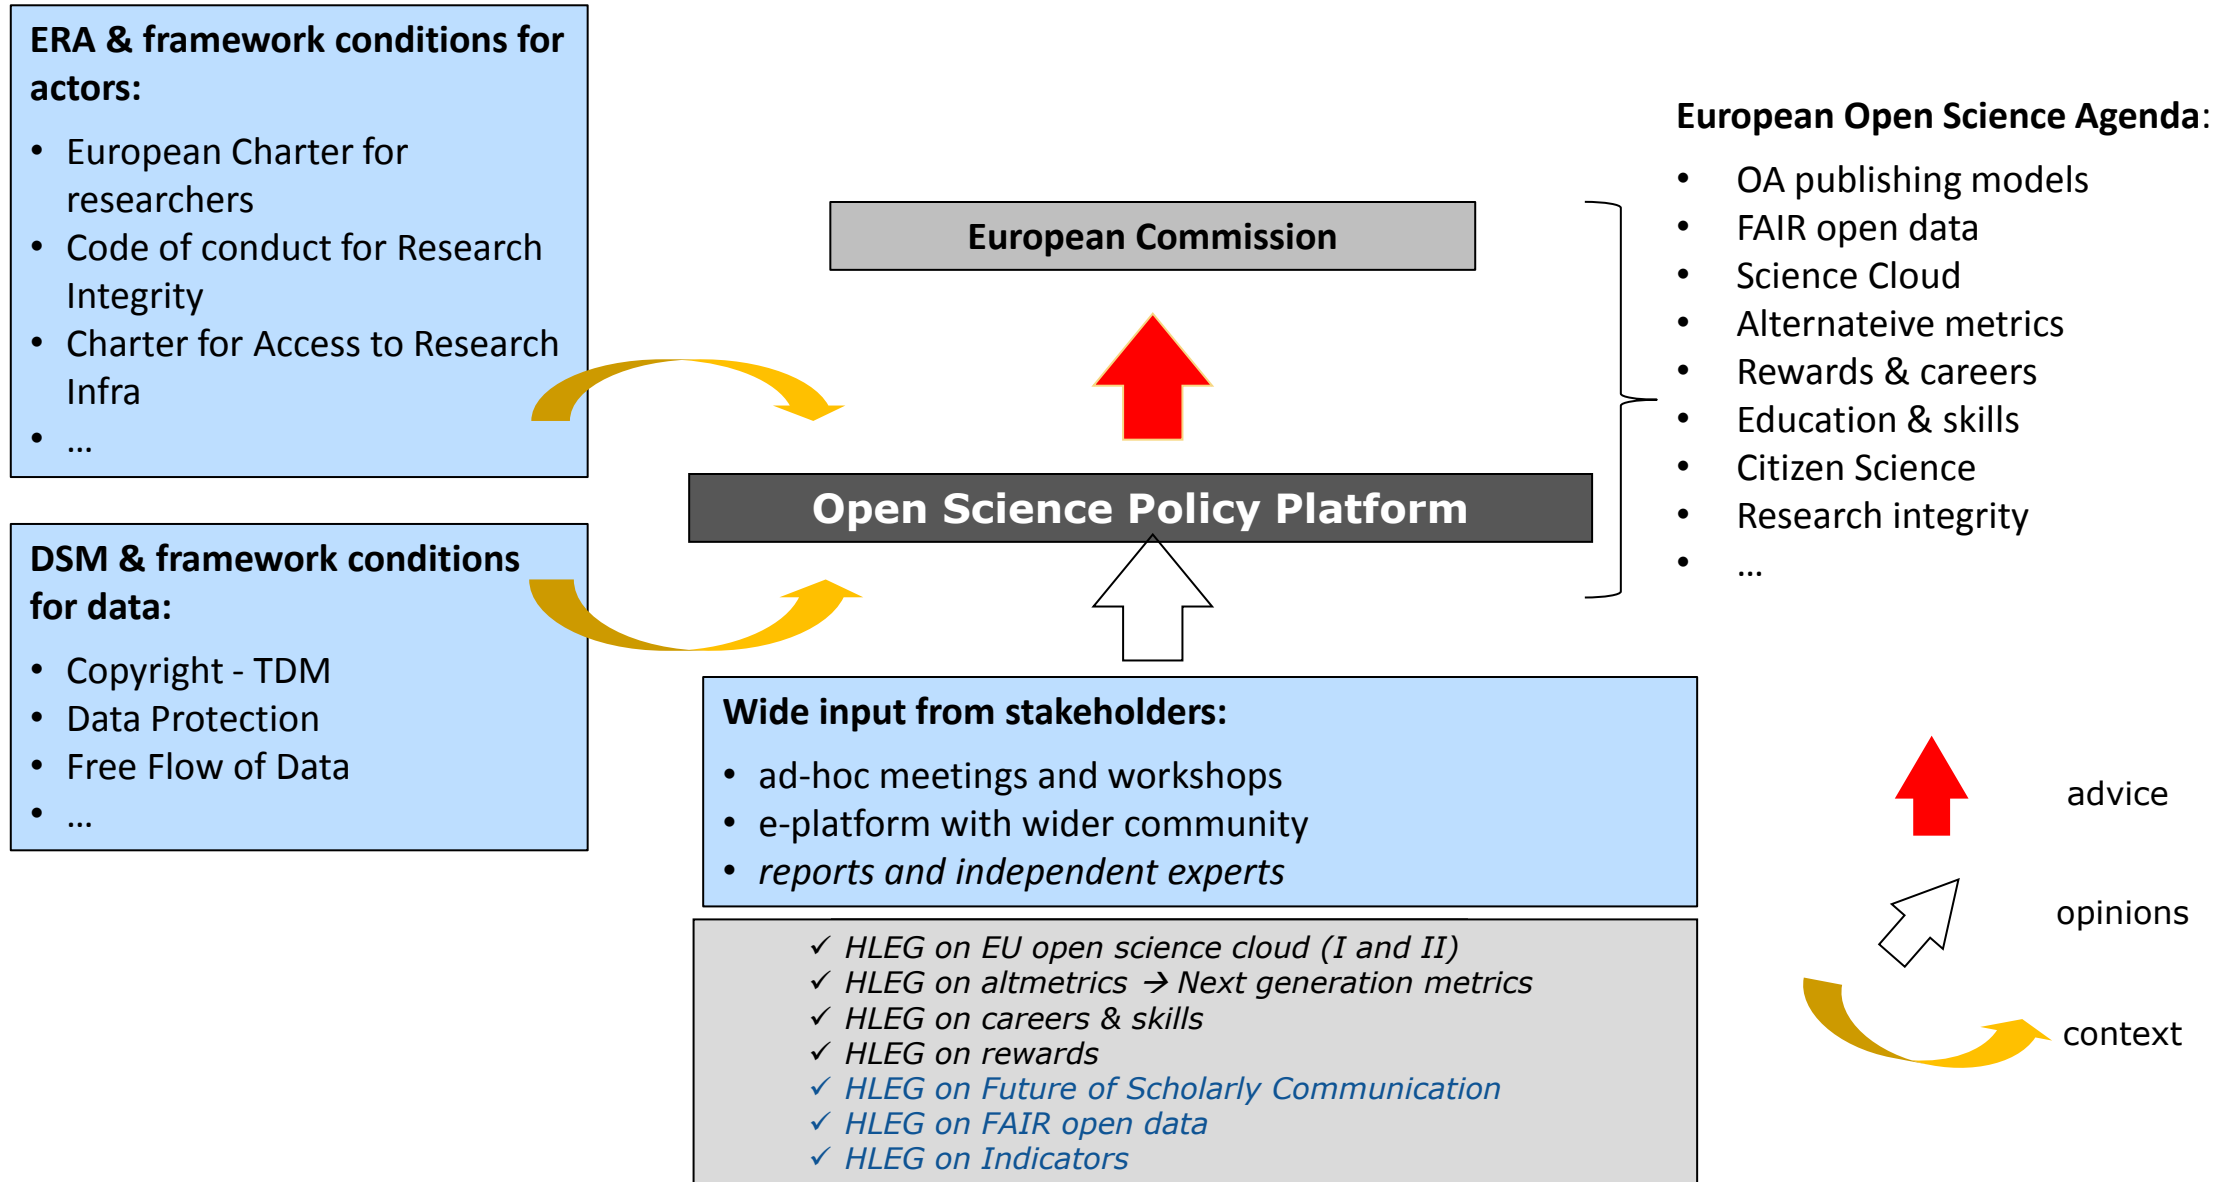 ERA & framework conditions for
actors:
• European Charter for
researchers
• Code of conduct for Research
Integrity
• Charter for Access to Research
Infra
• ...
DSM & framework conditions
for data:
• Copyright - TDM
• Data Protection
• Free Flow of Data
• ...
European Commission
Open Science Policy Platform
Wide input from stakeholders:
• ad-hoc meetings and workshops
• e-platform with wider community
• reports and independent experts
✓ HLEG on EU open science cloud (I and II)
✓ HLEG on altmetrics → Next generation metrics
✓ HLEG on careers & skills
✓ HLEG on rewards
✓ HLEG on Future of Scholarly Communication
✓ HLEG on FAIR open data
✓ HLEG on Indicators
European Open Science Agenda:
• OA publishing models
• FAIR open data
• Science Cloud
• Alternateive metrics
• Rewards & careers
• Education & skills
• Citizen Science
• Research integrity
• ...
advice
opinions
context